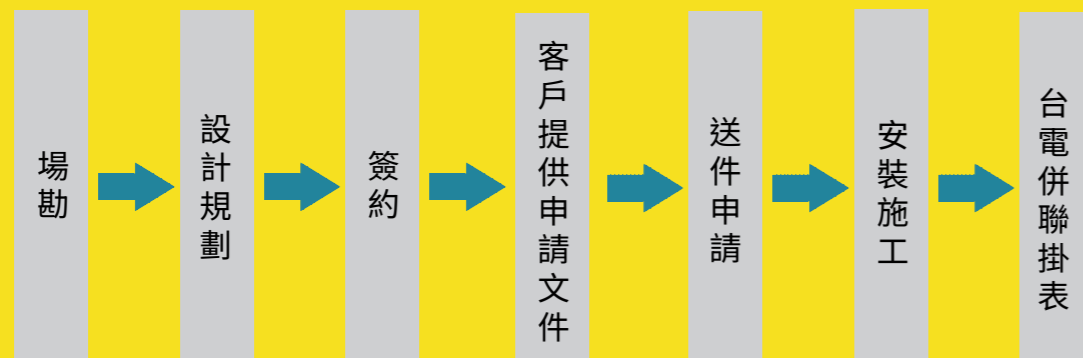 場勘
設計規劃
簽約
客戶提供申請文件
送件申請
安裝施工
台電併聯掛表